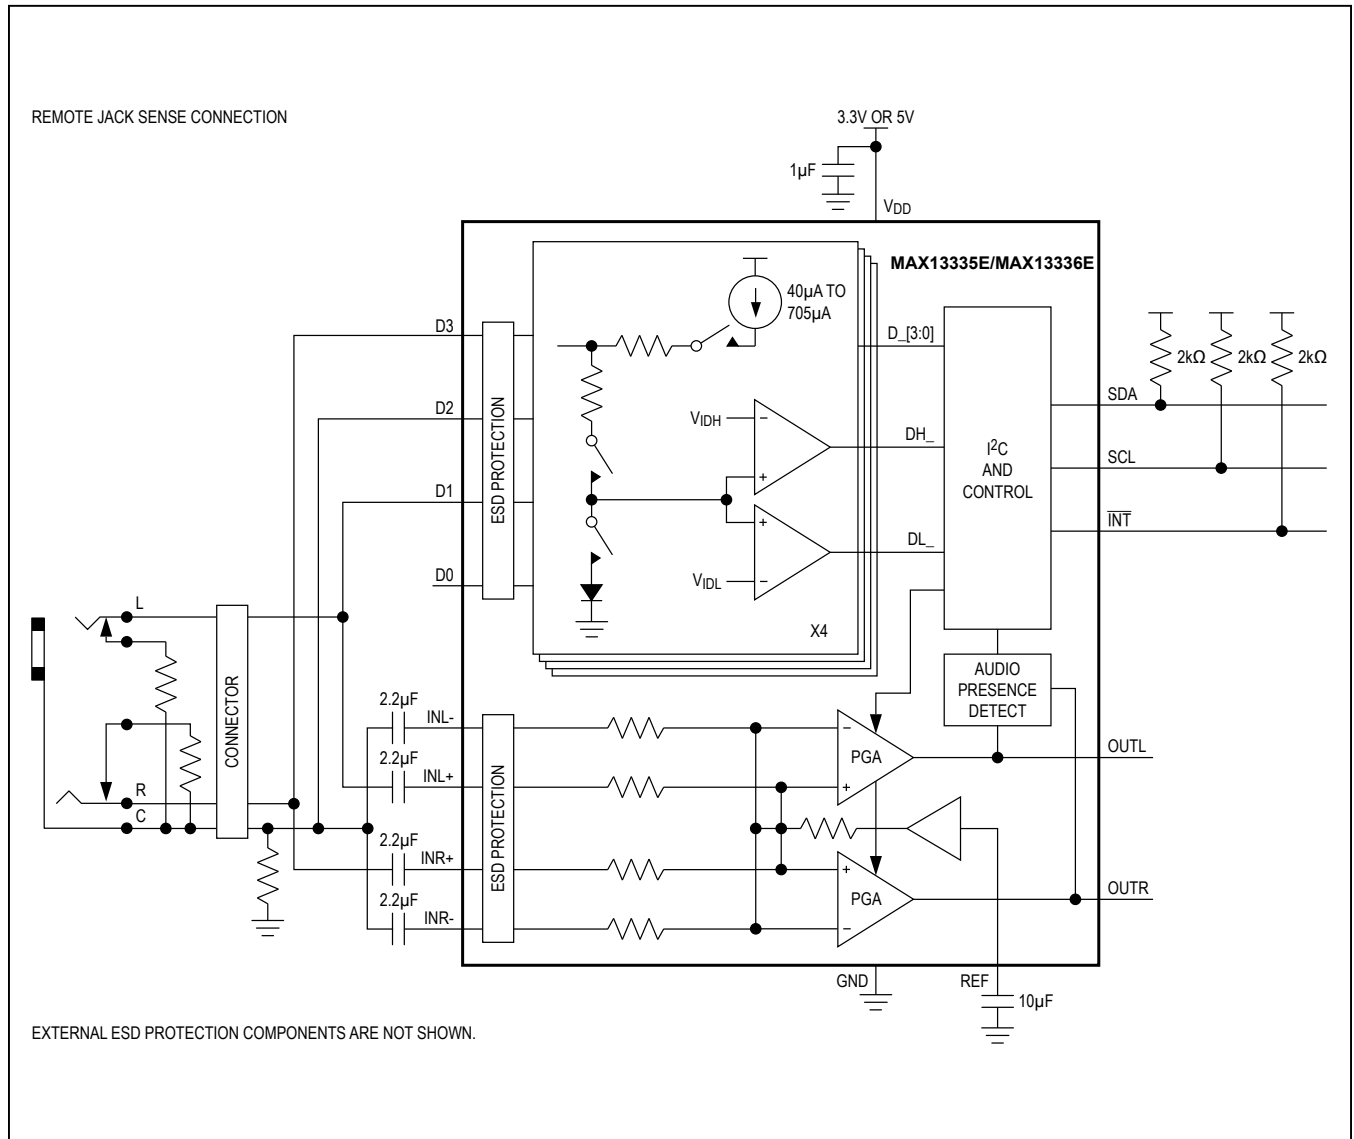 REMOTE JACK SENSE CONNECTION
3.3V OR 5V
1µF
VDD
MAX13335E/MAX13336E
40µA TO
705µA
D3
D_[3:0]
2kΩ
2kΩ
2kΩ
SDA
D2
VIDH
DH_
ESD PROTECTION
I2C
AND
CONTROL
SCL
D1
INT
DL_
D0
VIDL
L
X4
CONNECTOR
AUDIO
PRESENCE
DETECT
2.2µF
INL-
PGA
OUTL
2.2µF
INL+
R
C
ESD PROTECTION
2.2µF
INR+
PGA
OUTR
2.2µF
INR-
GND
REF
10µF
EXTERNAL ESD PROTECTION COMPONENTS ARE NOT SHOWN.